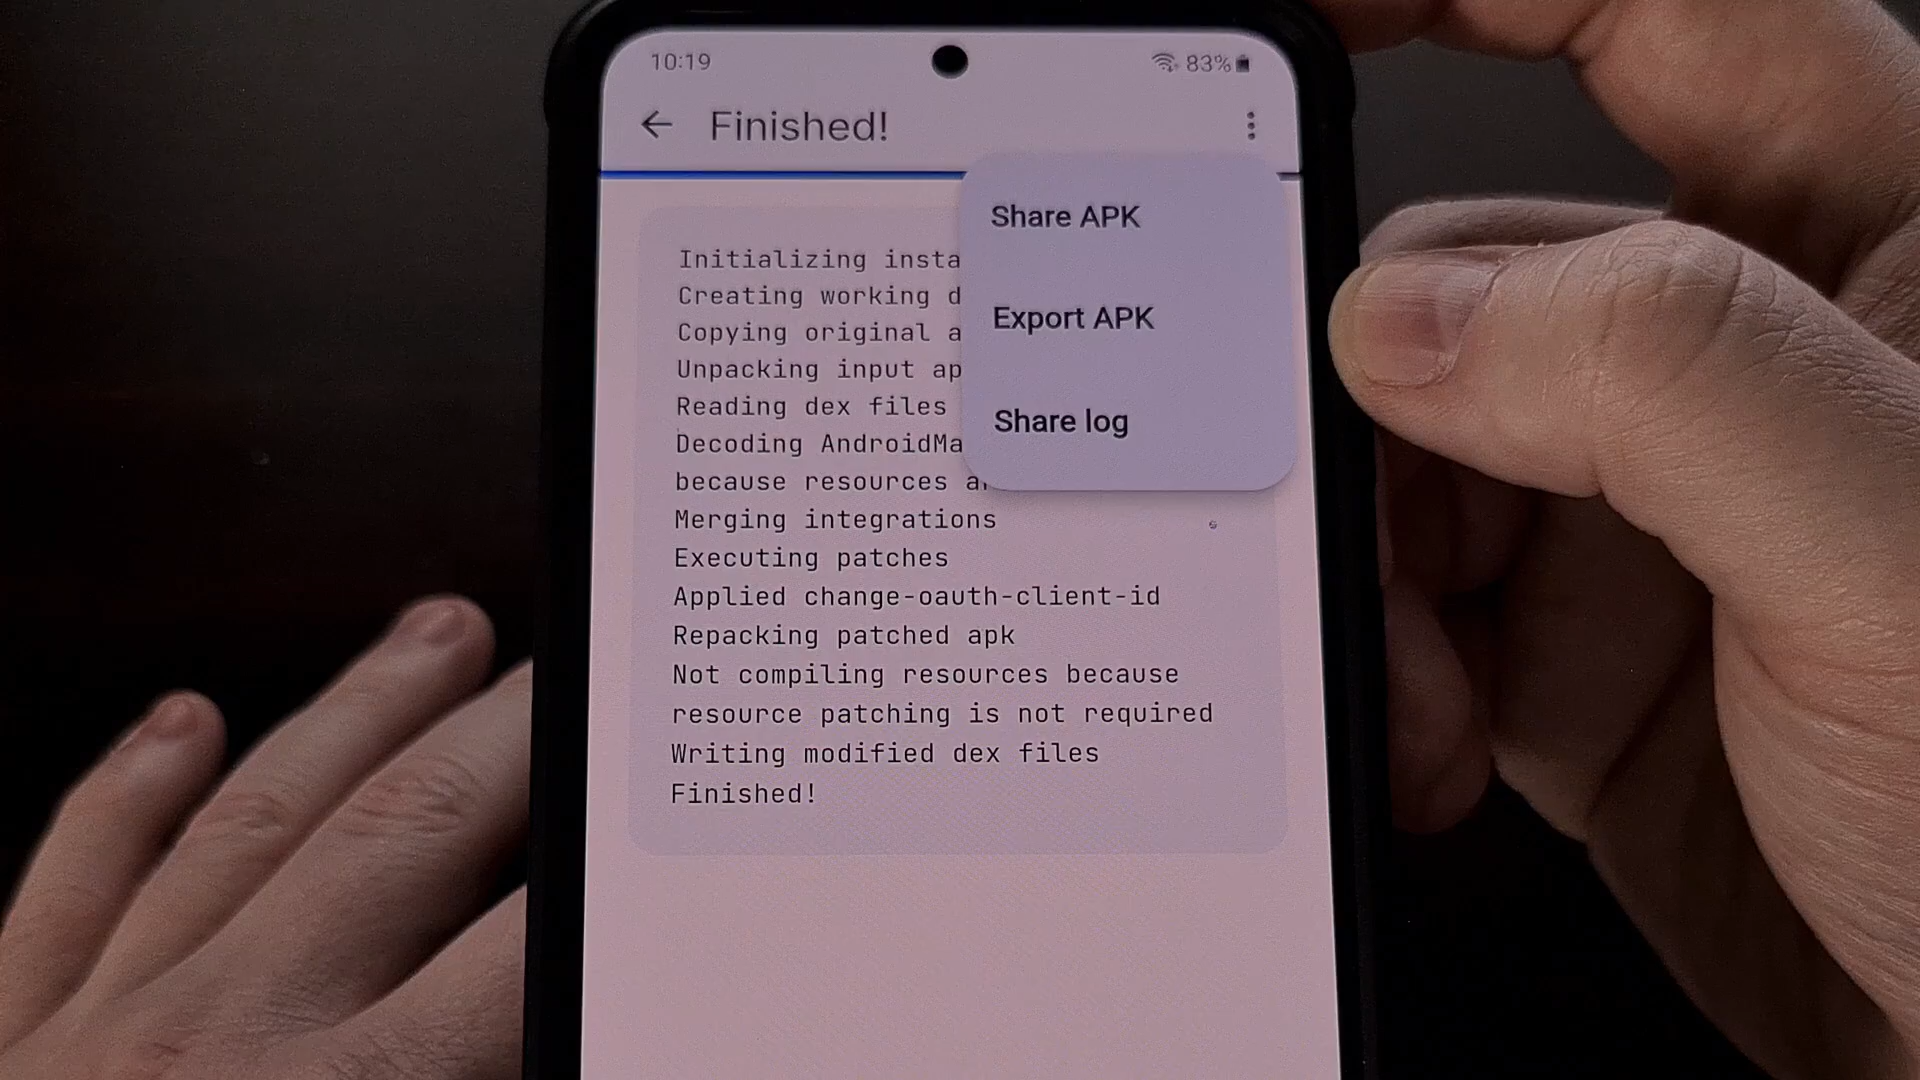 10:19
83%
Finished!
Share APK
Export APK
Share log
Initializing insta
Creating working d
Copying original a
Unpacking input ap
Reading dex files
Decoding AndroidMa
because resources a
Merging integrations
Executing patches
Applied change-oauth-client-id
Repacking patched apk
Not compiling resources because
resource patching is not required
Writing modified dex files
Finished!